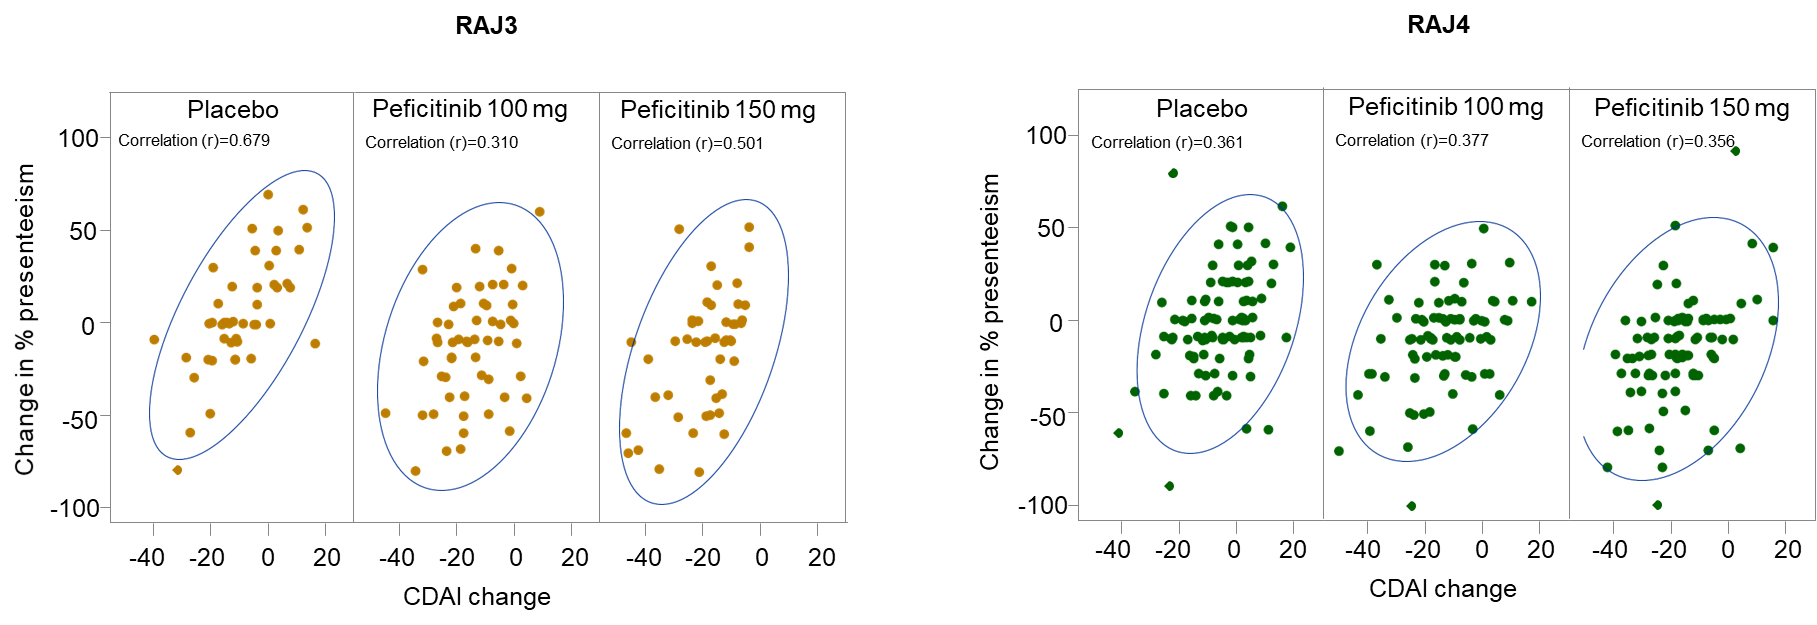 RAJ3
Placebo
Peficitinib 100 mg
Peficitinib 150 mg
Correlation (r)=0.679
Correlation (r)=0.310
Correlation (r)=0.501
Change in % presenteeism
100
50
0
-50
-100
-40 -20 0 20
-40 -20 0 20
-40 -20 0 20
CDAI change
RAJ4
Placebo
Peficitinib 100 mg
Peficitinib 150 mg
Correlation (r)=0.361
Correlation (r)=0.377
Correlation (r)=0.356
Change in % presenteeism
100
50
0
-50
-100
-40 -20 0 20
-40 -20 0 20
-40 -20 0 20
CDAI change